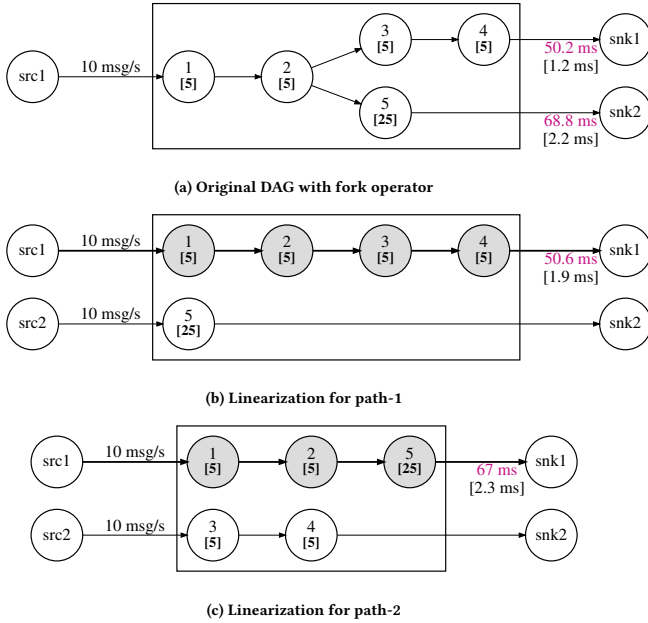 3
[5]
4
[5]
50.2 ms
[1.2 ms]
snk1
src1
10 msg/s
1
[5]
2
[5]
5
[25]
68.8 ms
[2.2 ms]
snk2
(a) Original DAG with fork operator
src1
10 msg/s
1
[5]
2
[5]
3
[5]
4
[5]
50.6 ms
[1.9 ms]
snk1
src2
10 msg/s
5
[25]
snk2
(b) Linearization for path-1
src1
10 msg/s
1
[5]
2
[5]
5
[25]
67 ms
[2.3 ms]
snk1
src2
10 msg/s
3
[5]
4
[5]
snk2
(c) Linearization for path-2